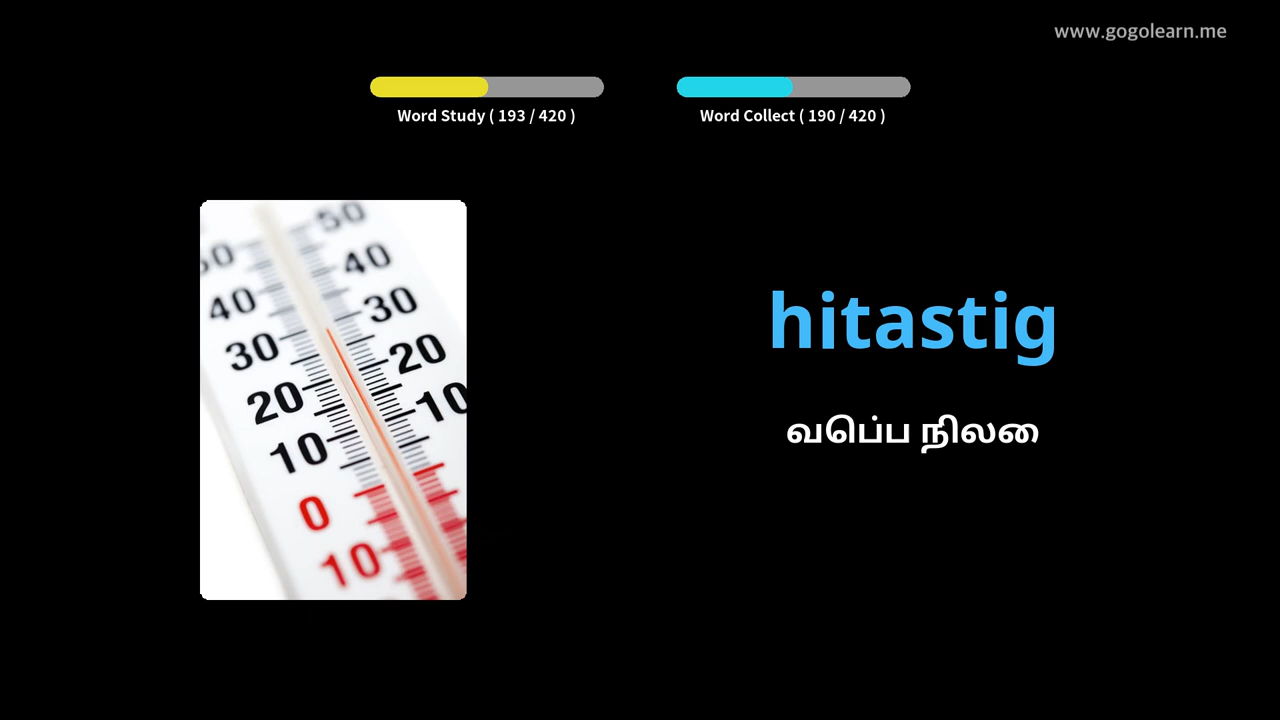 www.gogolearn.me
Word Study ( 193 / 420 )
Word Collect ( 190 / 420 )
50
50
40
40
30
30
20
20
10
10
0
10
hitastig
வெப்ப நிலை